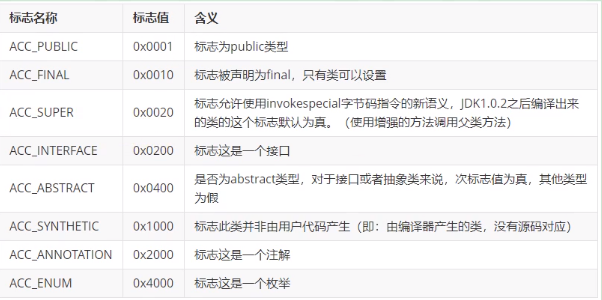 标志名称 标志值 含义
ACC_PUBLIC 0x0001 标志为public类型
ACC_FINAL 0x0010 标志被声明为final，只有类可以设置
ACC_SUPER 0x0020 标志允许使用invokespecial字节码指令的新语义，JDK1.0.2之后编译出来
的类的这个标志默认为真。（使用增强的方法调用父类方法）
ACC_INTERFACE 0x0200 标志这是一个接口
ACC_ABSTRACT 0x0400 是否为abstract类型，对于接口或者抽象类来说，次标志值为真，其他类型
为假
ACC_SYNTHETIC 0x1000 标志此类并非由用户代码产生（即：由编译器产生的类，没有源码对应）
ACC_ANNOTATION 0x2000 标志这是一个注解
ACC_ENUM 0x4000 标志这是一个枚举